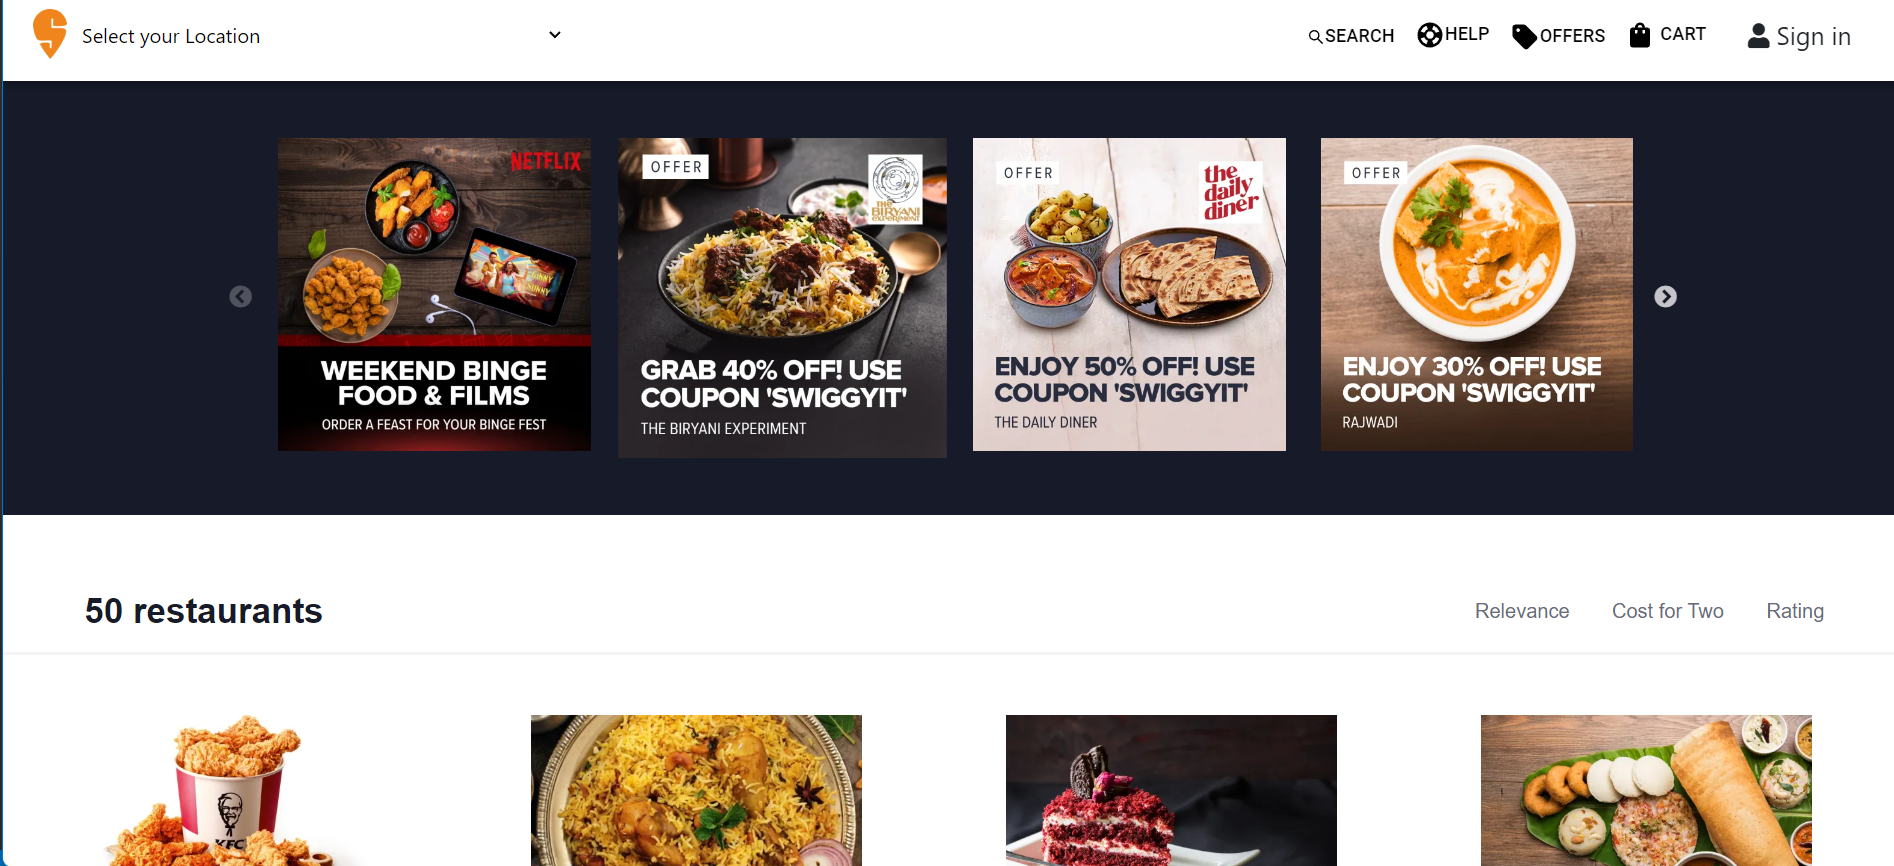 Select your Location
SEARCH
HELP
OFFERS
CART
Sign in
NETFLIX
WEEKEND BINGE
FOOD & FILMS
ORDER A FEAST FOR YOUR BINGE FEST
OFFER
THE
BIRYANI
EXPERIMENT
GRAB 40% OFF! USE
COUPON 'SWIGGYIT'
THE BIRYANI EXPERIMENT
OFFER
the
daily
diner
ENJOY 50% OFF! USE
COUPON 'SWIGGYIT'
THE DAILY DINER
OFFER
ENJOY 30% OFF! USE
COUPON 'SWIGGYIT'
RAJWADI
50 restaurants
Relevance
Cost for Two
Rating
KFC